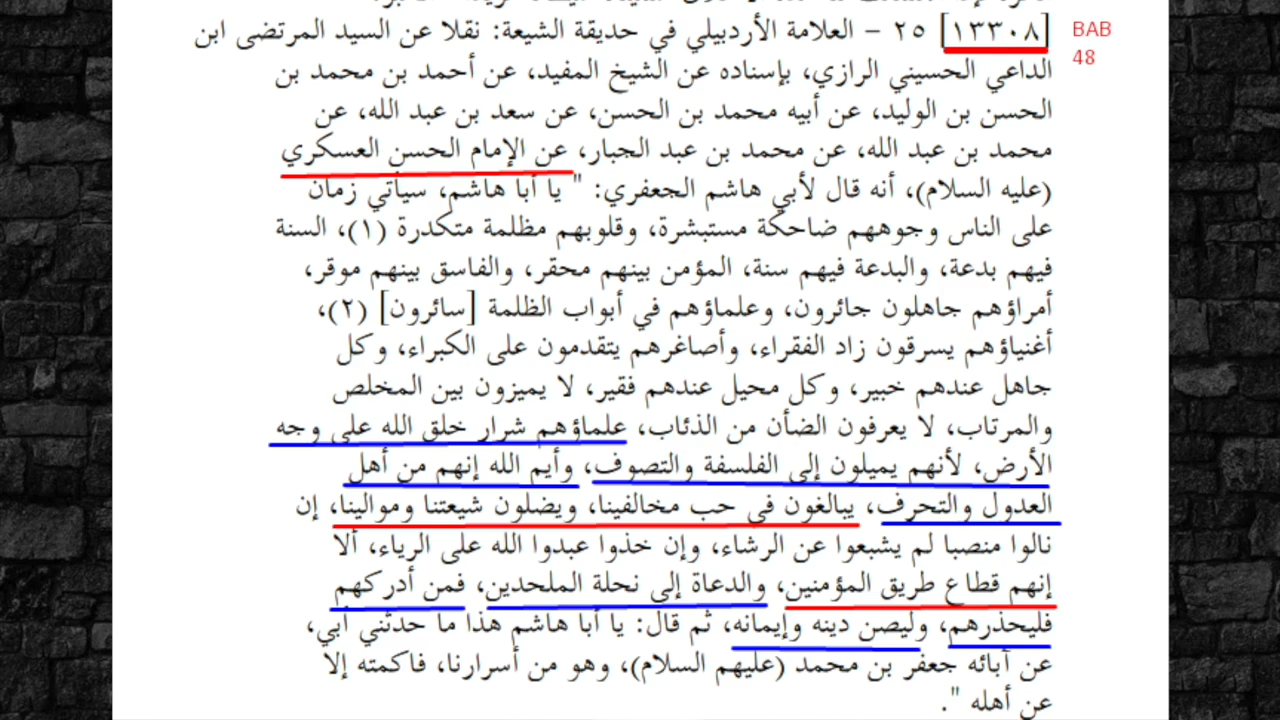 [١٣٣٠٨] ٢٥ - العلامة الأردبيلي في حديقة الشيعة: نقلا عن السيد المرتضى ابن
BAB
48
الداعي الحسيني الرازي، بإسناده عن الشيخ المفيد، عن أحمد بن محمد بن
الحسن بن الوليد، عن أبيه محمد بن الحسن، عن سعد بن عبد الله، عن
محمد بن عبد الله، عن محمد بن عبد الجبار، عن الإمام الحسن العسكري
(عليه السلام)، أنه قال لأبي هاشم الجعفري: " يا أبا هاشم، سيأتي زمان
على الناس وجوههم ضاحكة مستبشرة، وقلوبهم مظلمة متكدرة (١)، السنة
فيهم بدعة، والبدعة فيهم سنة، المؤمن بينهم محقر، والفاسق بينهم موقر،
أمراؤهم جاهلون جائرون، وعلماؤهم في أبواب الظلمة [سائرون] (٢)،
أغنياؤهم يسرقون زاد الفقراء، وأصاغرهم يتقدمون على الكبراء، وكل
جاهل عندهم خبير، وكل محيل عندهم فقير، لا يميزون بين المخلص
والمرتاب، لا يعرفون الضأن من الذئاب، علماؤهم شرار خلق الله على وجه
الأرض، لأنهم يميلون إلى الفلسفة والتصوف، وأيم الله إنهم من أهل
العدول والتحرف، يبالغون في حب مخالفينا، ويضلون شيعتنا وموالينا، إن
نالوا منصبا لم يشبعوا عن الرشاء، وإن خذوا عبدوا الله على الرياء، ألا
إنهم قطاع طريق المؤمنين، والدعاة إلى نحلة الملحدين، فمن أدركهم
فليحذرهم، وليصن دينه وإيمانه، ثم قال: يا أبا هاشم هذا ما حدثني أبي،
عن آبائه جعفر بن محمد (عليهم السلام)، وهو من أسرارنا، فاكتمه إلا
عن أهله ".